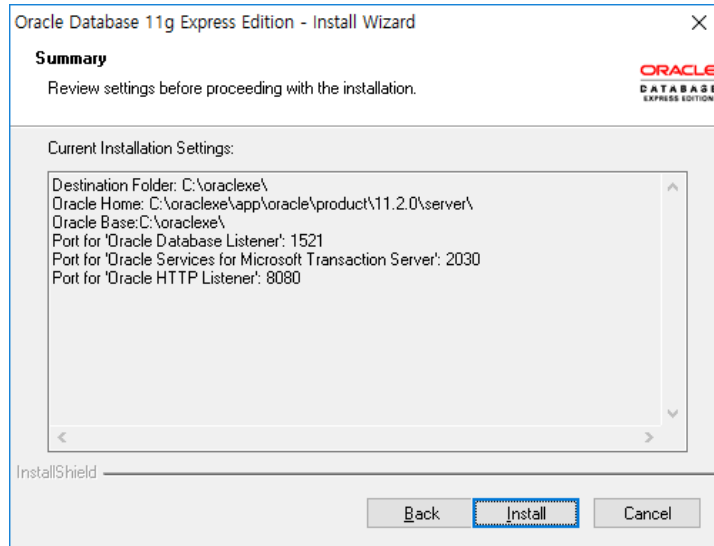 Oracle Database 11g Express Edition - Install Wizard
Summary
Review settings before proceeding with the installation.
ORACLE
DATABASE
EXPRESS EDITION
Current Installation Settings:
Destination Folder: C:\oraclexe\
Oracle Home: C:\oraclexe\app\oracle\product\11.2.0\server\
Oracle Base:C:\oraclexe\
Port for 'Oracle Database Listener': 1521
Port for 'Oracle Services for Microsoft Transaction Server': 2030
Port for 'Oracle HTTP Listener': 8080
InstallShield
Back
Install
Cancel